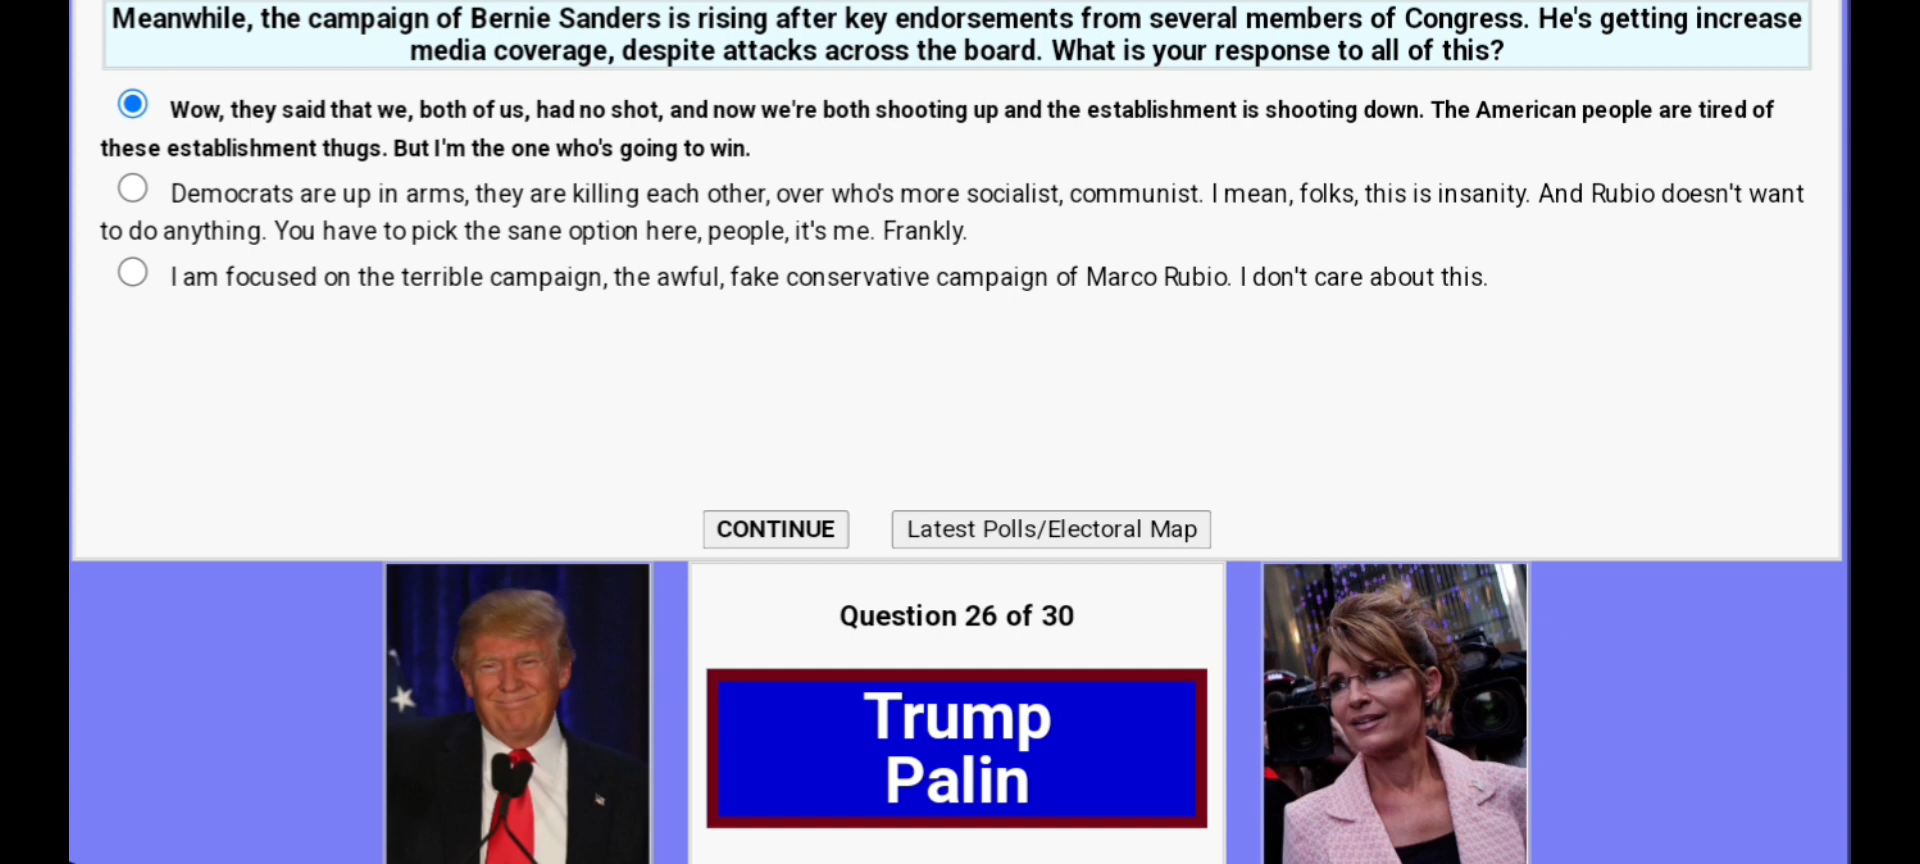 Meanwhile, the campaign of Bernie Sanders is rising after key endorsements from several members of Congress. He's getting increase
media coverage, despite attacks across the board. What is your response to all of this?
Wow, they said that we, both of us, had no shot, and now we're both shooting up and the establishment is shooting down. The American people are tired of
these establishment thugs. But I'm the one who's going to win.
Democrats are up in arms, they are killing each other, over who's more socialist, communist. I mean, folks, this is insanity. And Rubio doesn't want
to do anything. You have to pick the sane option here, people, it's me. Frankly.
I am focused on the terrible campaign, the awful, fake conservative campaign of Marco Rubio. I don't care about this.
CONTINUE
Latest Polls/Electoral Map
Question 26 of 30
Trump
Palin